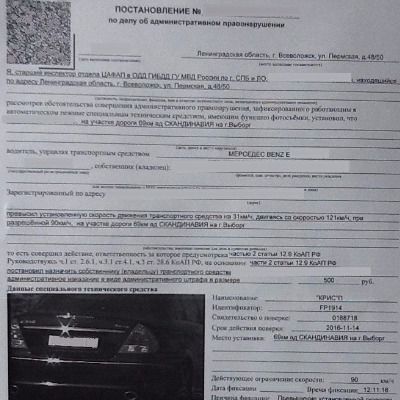 ПОСТАНОВЛЕНИЕ №
по делу об административном правонарушении
Ленинградская область, г. Всеволожск, ул. Пермская, д.48/50
Я, старший инспектор отдела ЦАФАП в ОДД ГИБДД ГУ МВД России по г. СПБ и ЛО, , находящийся
по адресу Ленинградская область, г. Всеволожск, ул. Пермская, д.48/50
рассмотрев обстоятельства совершения административного правонарушения, зафиксированного работающим в
автоматическом режиме специальным техническим средством, имеющим функцию фотосъёмки, установил, что
на участке дороги 69км ад СКАНДИНАВИЯ на г.Выборг
водитель, управляя транспортным средством МЕРСЕДЕС BENZ E
, собственник (владелец)
Зарегистрированный по адресу
превысил установленную скорость движения транспортного средства на 31км/ч, двигаясь со скоростью 121км/ч, при
разрешённой 90км/ч, на участке дороги 69км ад СКАНДИНАВИЯ на г.Выборг
то есть совершил действие, ответственность за которое предусмотрена частью 2 статьи 12.9 КоАП РФ
Руководствуясь ч.1 ст. 2.6.1, ч.3.1 ст.4.1, ч.3 ст. 28.6 КоАП РФ, на основании части 2 статьи 12.9 КоАП РФ
постановил назначить собственнику (владельцу) транспортного средства
административное наказание в виде административного штрафа в размере 500 руб.
Данные специального технического средства
Наименование "КРИС"П
Идентификатор: FP1914
Свидетельство о поверке: 0188718
Срок действия поверки: 2016-11-14
Место установки: 69км ад СКАНДИНАВИЯ на г.Выборг
Действующее ограничение скорости: 90 км/ч
Дата фиксации Время фиксации: 12:11:18
Примечание: Превышение установленной скорости